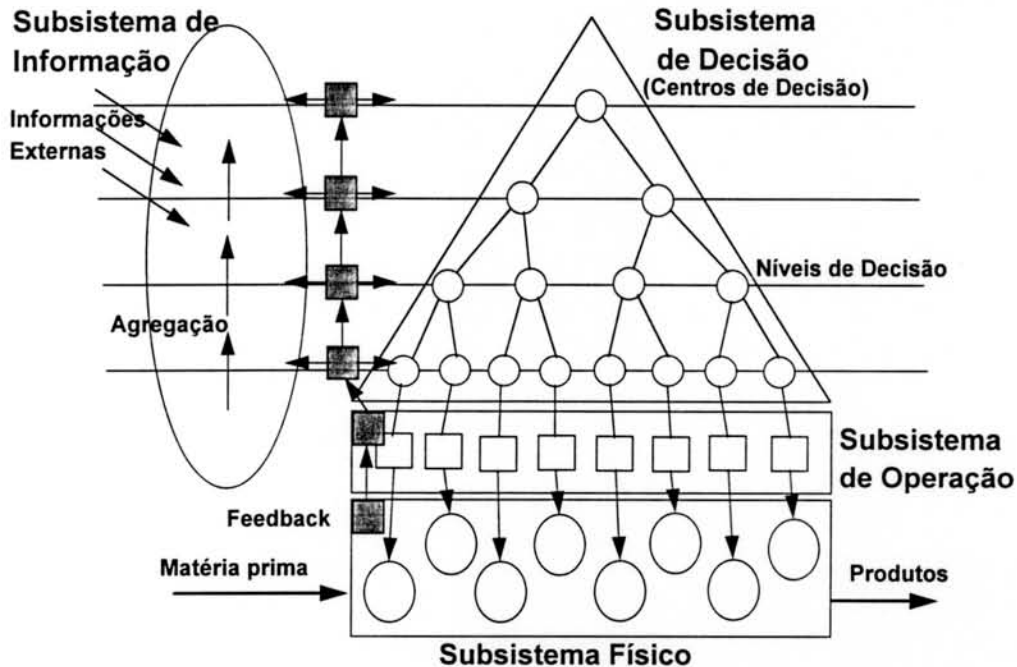 Subsistema de
Informação
Subsistema
de Decisão
(Centros de Decisão)
Informações
Externas
Níveis de Decisão
Agregação
Subsistema
de Operação
Feedback
Matéria prima
Produtos
Subsistema Físico